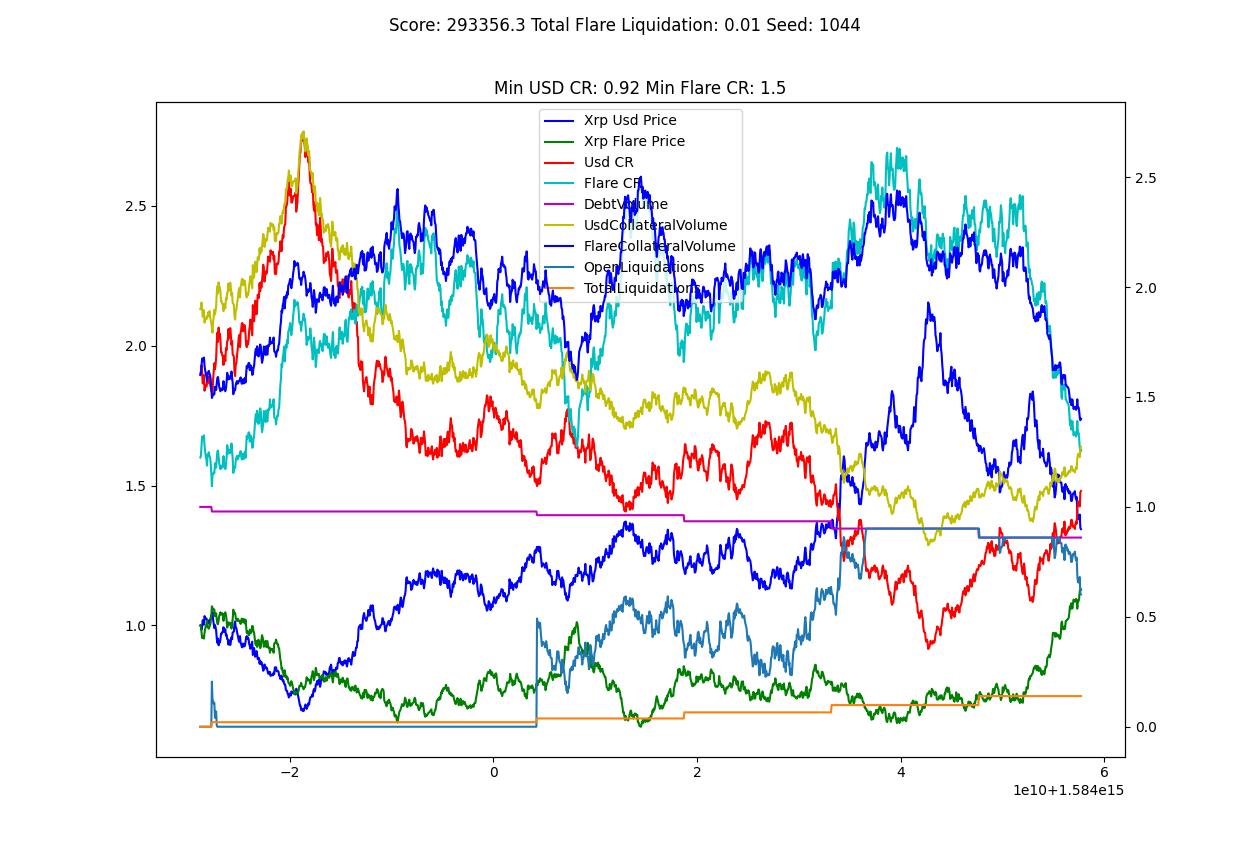 Score: 293356.3 Total Flare Liquidation: 0.01 Seed: 1044
Min USD CR: 0.92 Min Flare CR: 1.5
Xrp Usd Price
Xrp Flare Price
Usd CR
Flare CR
DebtVolume
UsdCollateralVolume
FlareCollateralVolume
OpenLiquidations
TotalLiquidations
2.5
2.0
1.5
1.0
2.5
2.0
1.5
1.0
0.5
0.0
−2 0 2 4 6
1e10+1.584e15